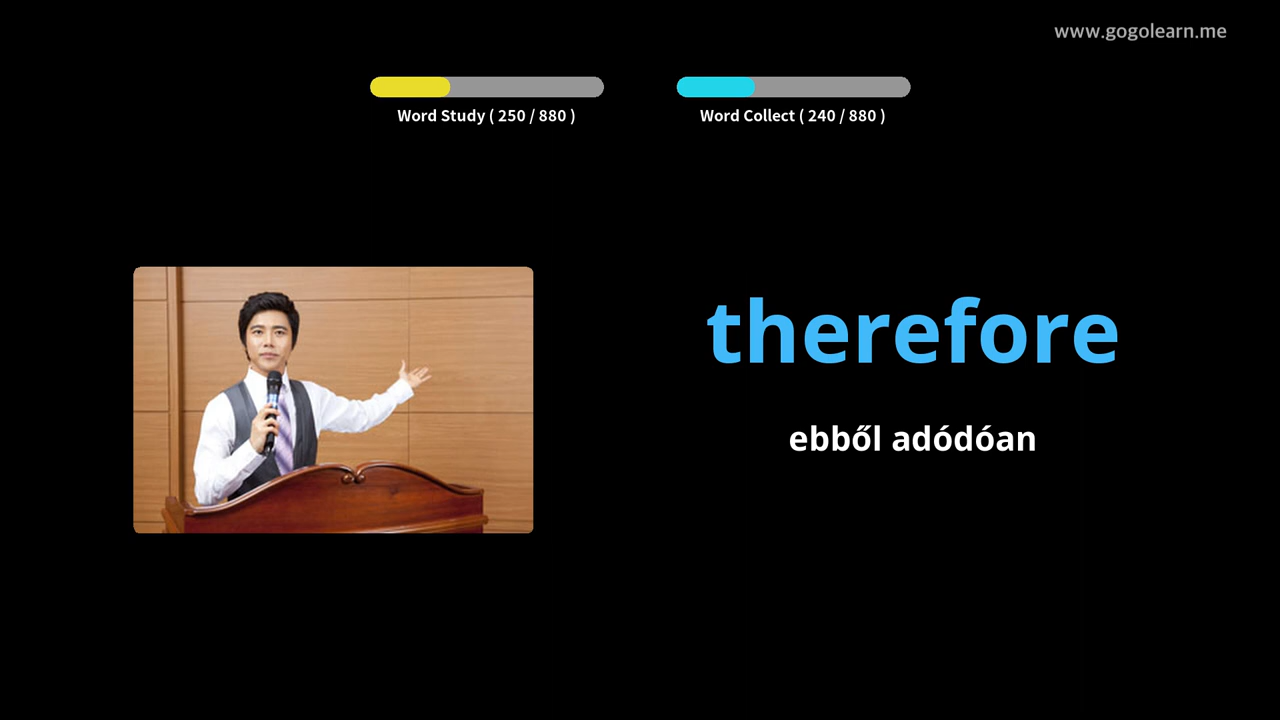 www.gogolearn.me
Word Study ( 250 / 880 )
Word Collect ( 240 / 880 )
therefore
ebből adódóan